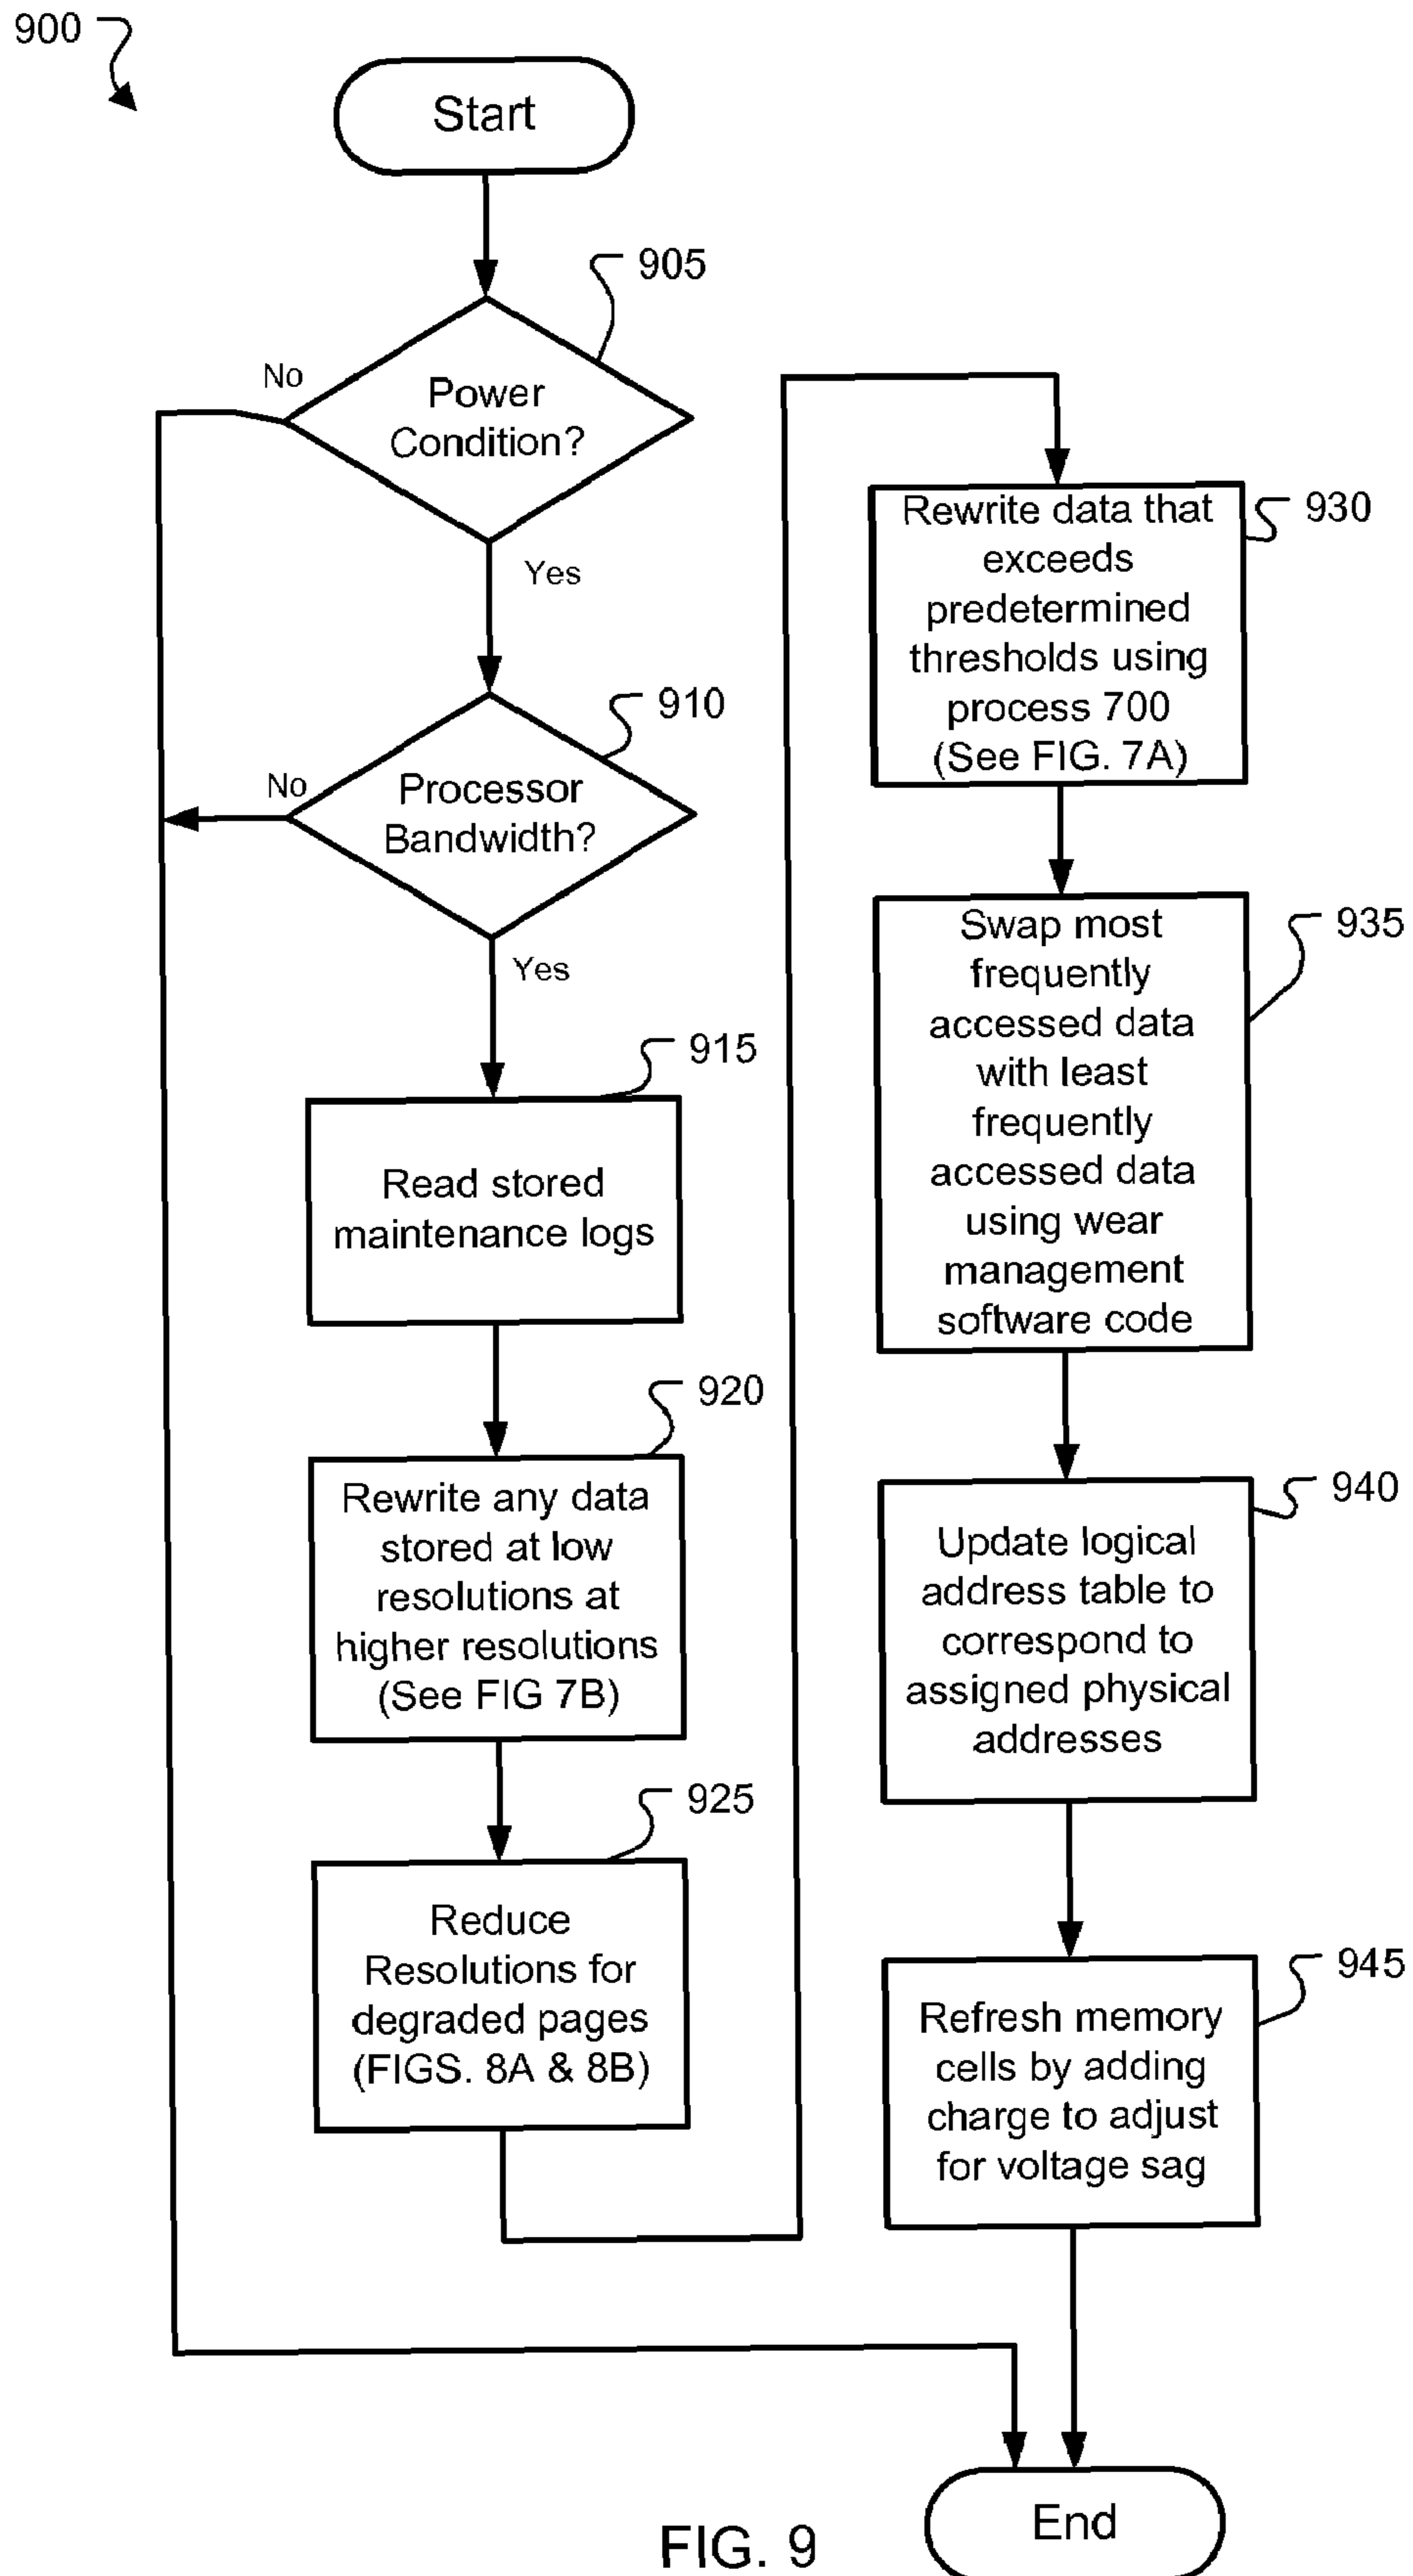 900
Start
905
No
Power
Condition?
Yes
910
No
Processor
Bandwidth?
Yes
915
Read stored
maintenance logs
920
Rewrite any data
stored at low
resolutions at
higher resolutions
(See FIG 7B)
925
Reduce
Resolutions for
degraded pages
(FIGS. 8A & 8B)
930
Rewrite data that
exceeds
predetermined
thresholds using
process 700
(See FIG. 7A)
935
Swap most
frequently
accessed data
with least
frequently
accessed data
using wear
management
software code
940
Update logical
address table to
correspond to
assigned physical
addresses
945
Refresh memory
cells by adding
charge to adjust
for voltage sag
End
FIG. 9